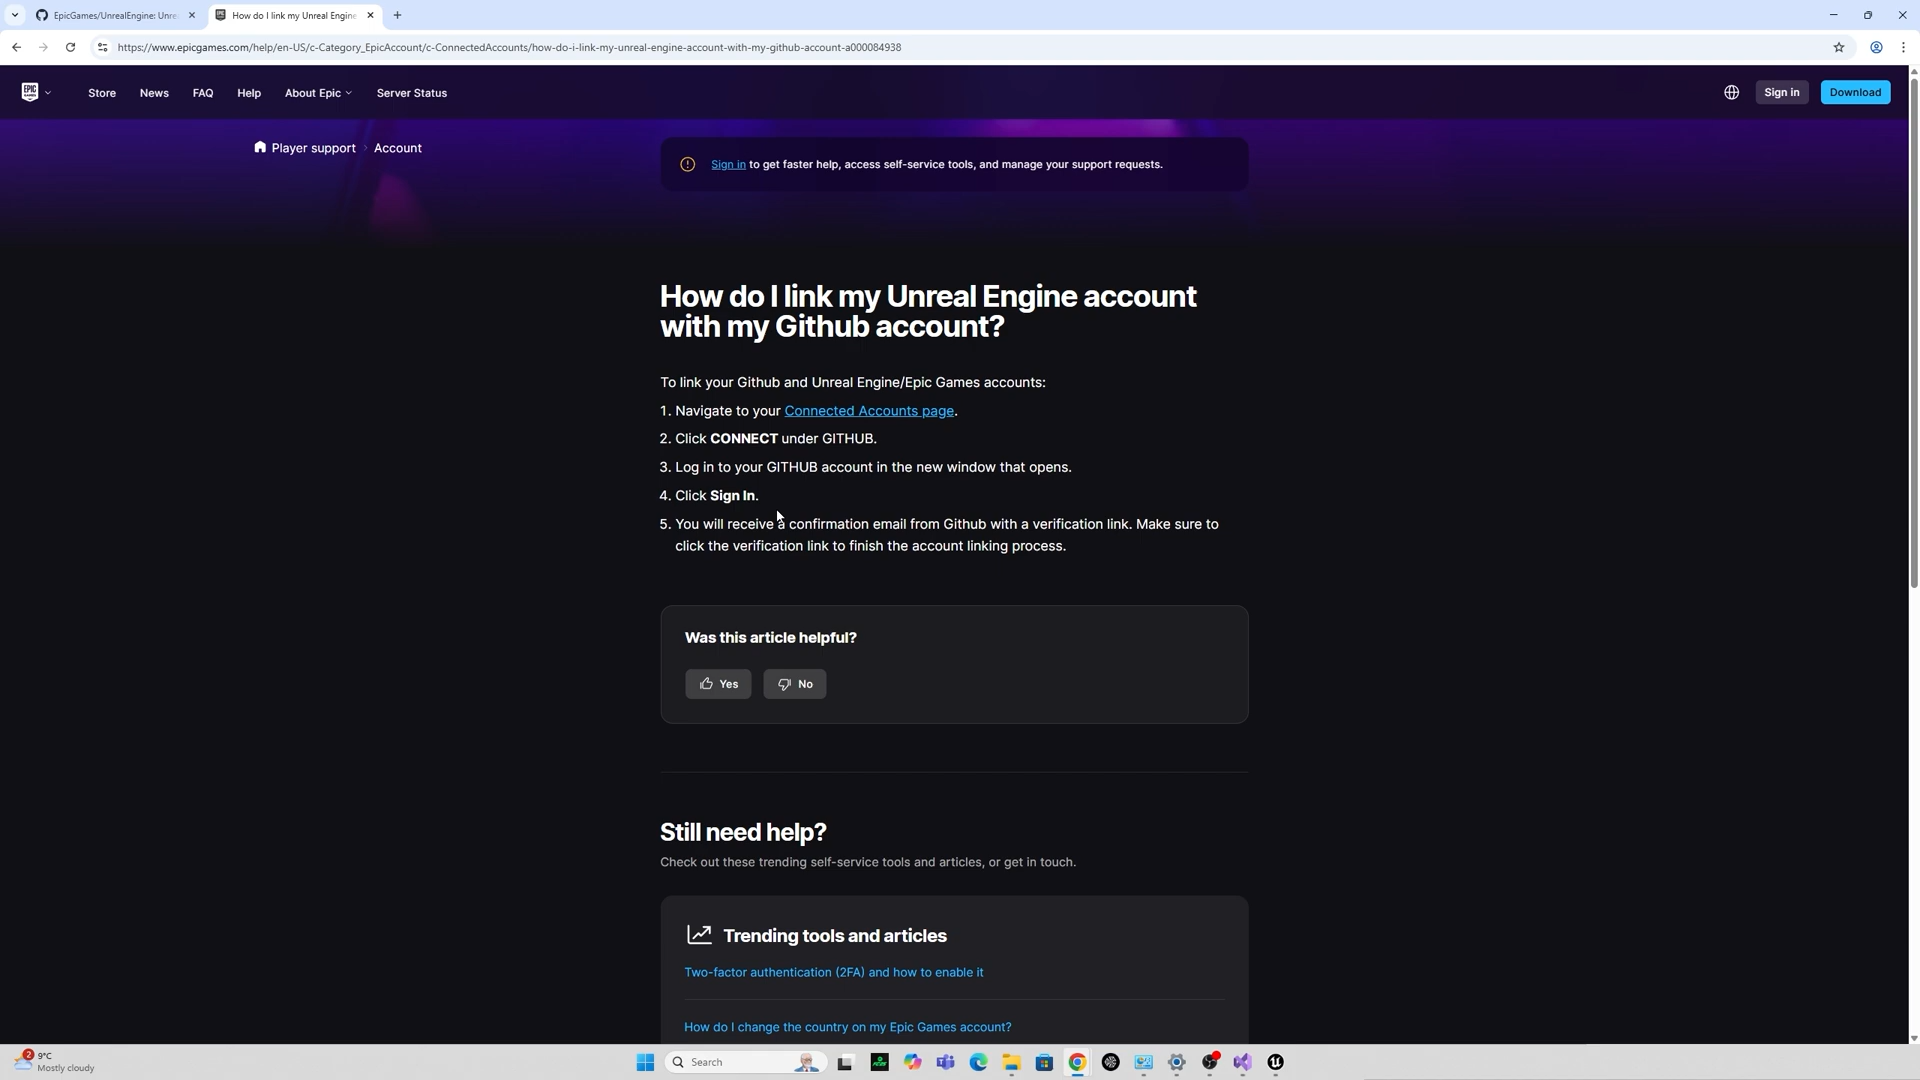 EpicGames/UnrealEngine: Unre
How do I link my Unreal Engine
https://www.epicgames.com/help/en-US/c-Category_EpicAccount/c-ConnectedAccounts/how-do-i-link-my-unreal-engine-account-with-my-github-account-a000084938
EPIC GAMES
Store
News
FAQ
Help
About Epic
Server Status
Sign in
Download
Player support
Account
Sign in to get faster help, access self-service tools, and manage your support requests.
How do I link my Unreal Engine account
with my Github account?
To link your Github and Unreal Engine/Epic Games accounts:
1. Navigate to your Connected Accounts page.
2. Click CONNECT under GITHUB.
3. Log in to your GITHUB account in the new window that opens.
4. Click Sign In.
5. You will receive a confirmation email from Github with a verification link. Make sure to
click the verification link to finish the account linking process.
Was this article helpful?
Yes
No
Still need help?
Check out these trending self-service tools and articles, or get in touch.
Trending tools and articles
Two-factor authentication (2FA) and how to enable it
How do I change the country on my Epic Games account?
2
9°C
Mostly cloudy
Search